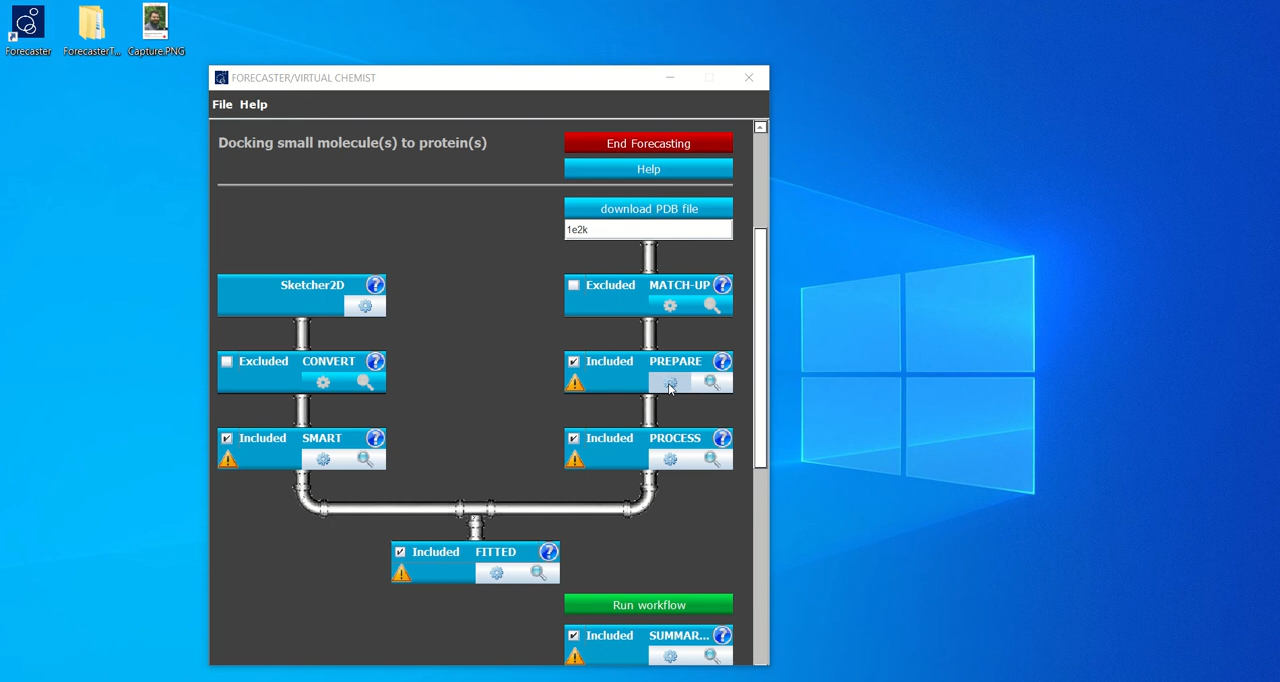 Forecaster
ForecasterT...
Capture.PNG
FORECASTER/VIRTUAL CHEMIST
File Help
Docking small molecule(s) to protein(s)
End Forecasting
Help
download PDB file
1e2k
Sketcher2D
Excluded MATCH-UP
Excluded CONVERT
Included PREPARE
Included SMART
Included PROCESS
Included FITTED
Run workflow
Included SUMMAR...